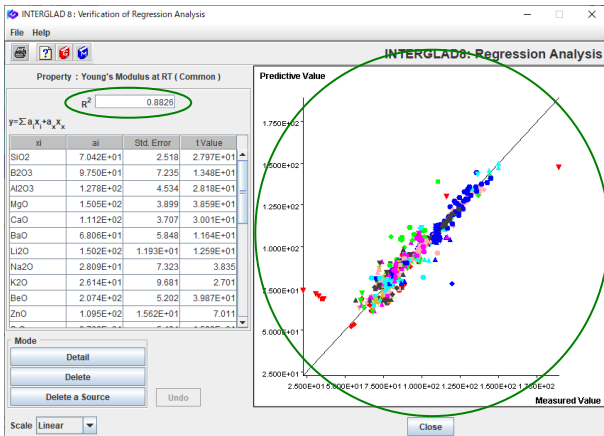 INTERGLAD 8 : Verification of Regression Analysis
File Help
INTERGLAD8: Regression Analysis
Property : Young's Modulus at RT ( Common )
R2 0.8826
y=Σaixi+axxx
xi ai Std. Error t Value
SiO2 7.042E+01 2.518 2.797E+01
B2O3 9.750E+01 7.235 1.348E+01
Al2O3 1.278E+02 4.534 2.818E+01
MgO 1.505E+02 3.899 3.859E+01
CaO 1.112E+02 3.707 3.001E+01
BaO 6.806E+01 5.848 1.164E+01
Li2O 1.502E+02 1.193E+01 1.259E+01
Na2O 2.809E+01 7.323 3.835
K2O 2.614E+01 9.681 2.701
BeO 2.074E+02 5.202 3.987E+01
ZnO 1.095E+02 1.562E+01 7.011
Mode
Detail
Delete
Delete a Source
Undo
Scale Linear
Predictive Value
1.750E+02
1.500E+02
1.250E+02
1.000E+02
7.500E+01
5.000E+01
2.500E+01
2.500E+01 5.000E+01 7.500E+01 1.000E+02 1.250E+02 1.500E+02 1.750E+02
Measured Value
Close